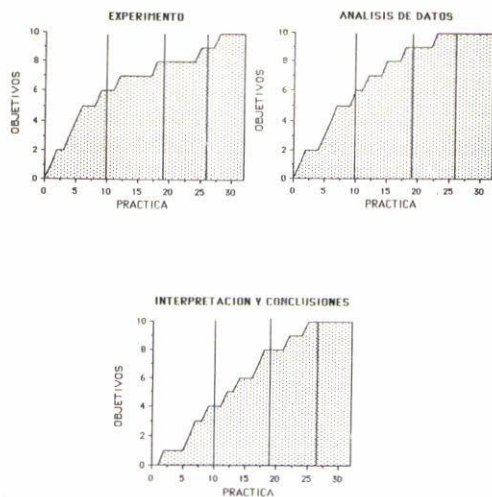 EXPERIMENTO
10
8
6
4
2
0
OBJETIVOS
0 5 10 15 20 25 30
PRACTICA
ANALISIS DE DATOS
10
8
6
4
2
0
OBJETIVOS
0 5 10 15 20 25 30
PRACTICA
INTERPRETACION Y CONCLUSIONES
10
8
6
4
2
0
OBJETIVOS
0 5 10 15 20 25 30
PRACTICA